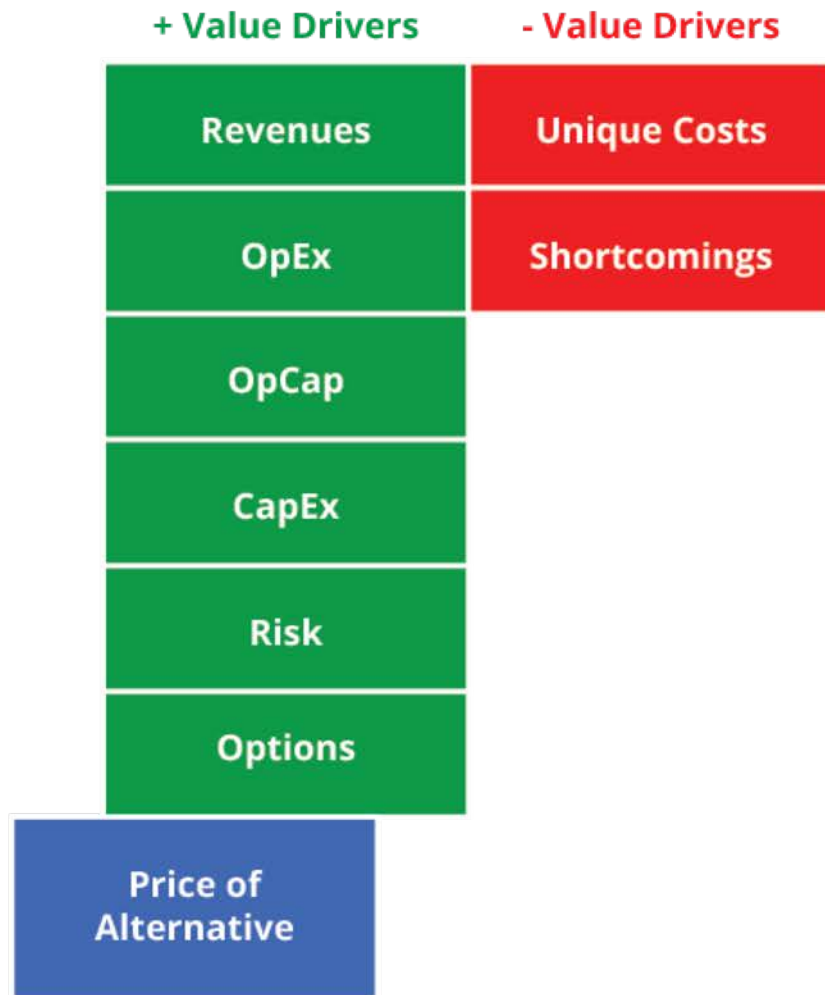 + Value Drivers
- Value Drivers
Revenues
Unique Costs
OpEx
Shortcomings
OpCap
CapEx
Risk
Options
Price of
Alternative